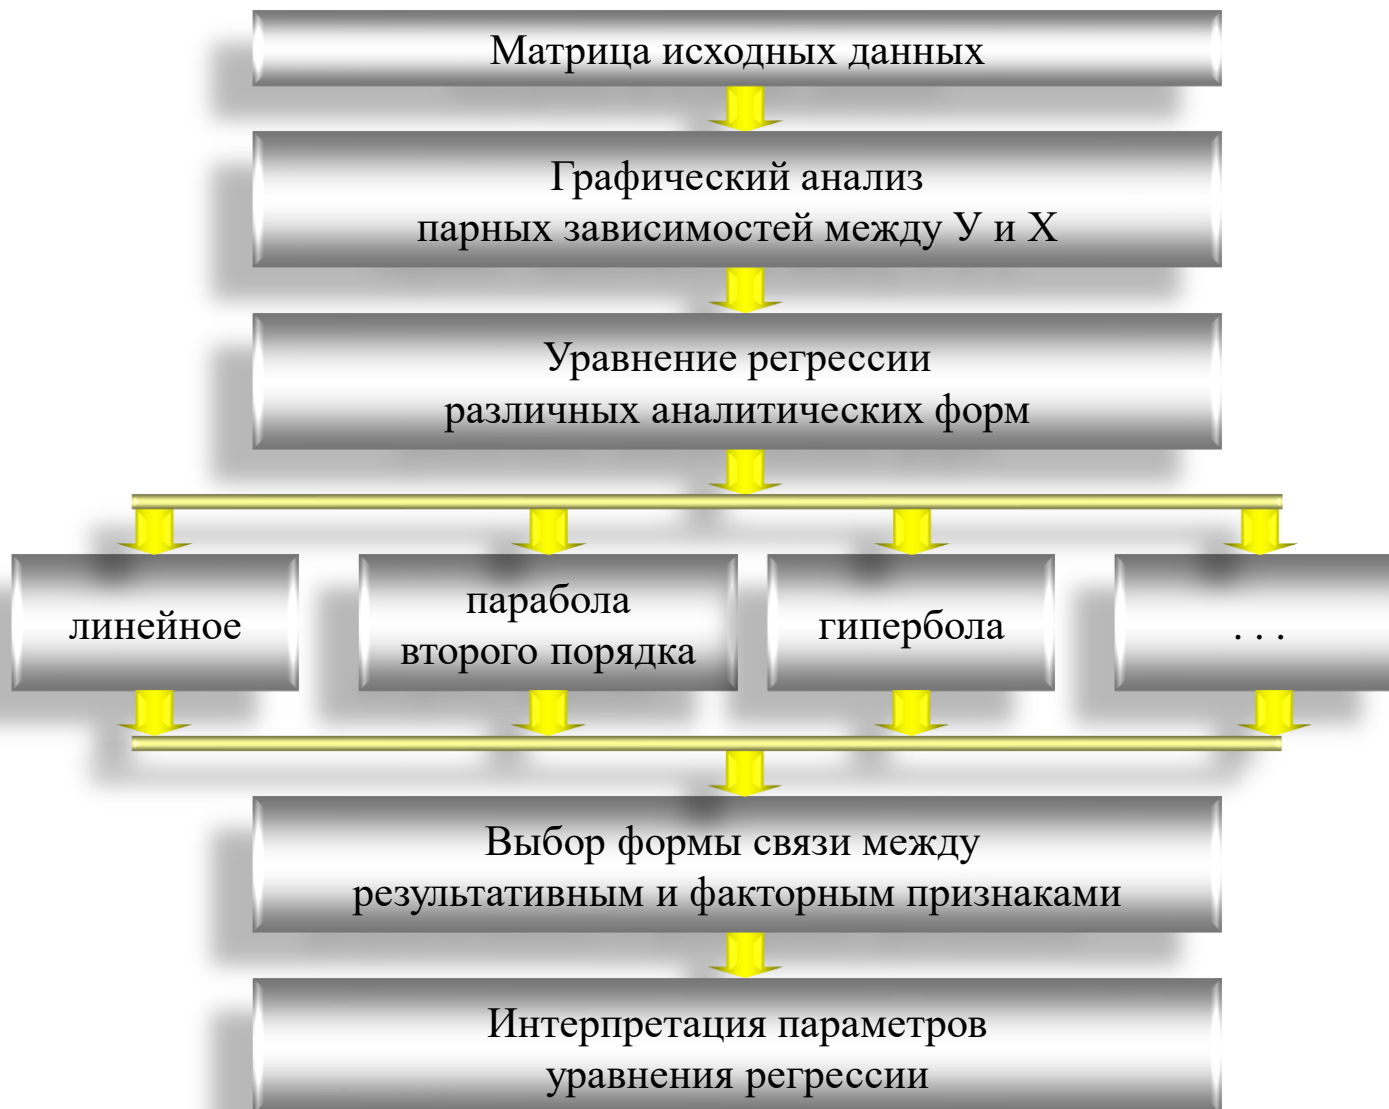 Матрица исходных данных
Графический анализ
парных зависимостей между У и Х
Уравнение регрессии
различных аналитических форм
линейное
парабола
второго порядка
гипербола
. . .
Выбор формы связи между
результативным и факторным признаками
Интерпретация параметров
уравнения регрессии